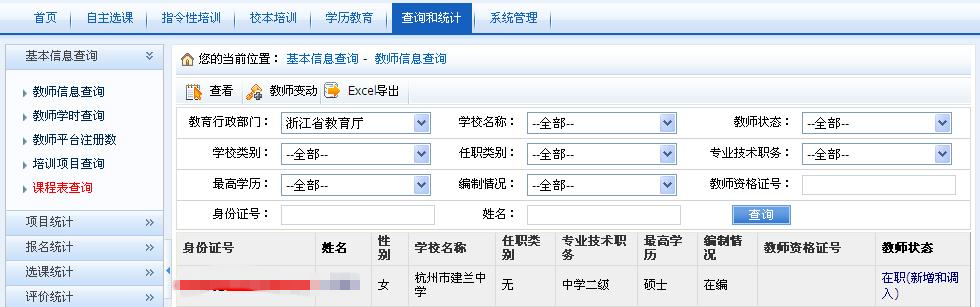 首页 自主选课 指令性培训 校本培训 学历教育 查询和统计 系统管理
基本信息查询
教师信息查询
教师学时查询
教师平台注册数
培训项目查询
课程表查询
项目统计
报名统计
选课统计
评价统计
您的当前位置： 基本信息查询 - 教师信息查询
查看 教师变动 Excel导出
教育行政部门： 浙江省教育厅 学校名称： --全部-- 教师状态： --全部--
学校类别： --全部-- 任职类别： --全部-- 专业技术职务： --全部--
最高学历： --全部-- 编制情况： --全部-- 教师资格证号：
身份证号： 姓名： 查询
身份证号 姓名 性别 学校名称 任职类别 专业技术职务 最高学历 编制情况 教师资格证号 教师状态
女 杭州市建兰中学 无 中学二级 硕士 在编 在职(新增和调入)